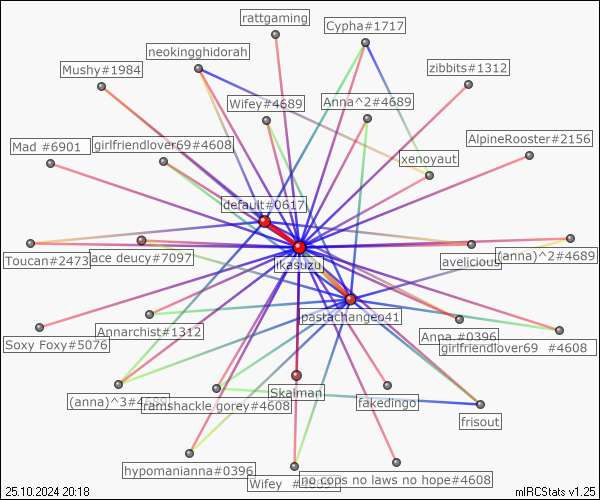 rattgaming
Cypha#1717
neokingghidorah
Mushy#1984
zibbits#1312
Wifey#4689
Anna^2#4689
AlpineRooster#2156
Mad #6901
girlfriendlover69#4608
xenoyaut
default#0617
Toucan#2473
ace deucy#7097
ikasuzu
avelicious
(anna)^2#4689
pastachangeo41
Soxy Foxy#5076
Annarchist#1312
Anna #0396
girlfriendlover69 #4608
Skaiman
(anna)^3#4689
ramshackle gorey#4608
fakedingo
frisout
hypomanianna#0396
Wifey
no cops no laws no hope#4608
25.10.2024 20:18
mIRCStats v1.25